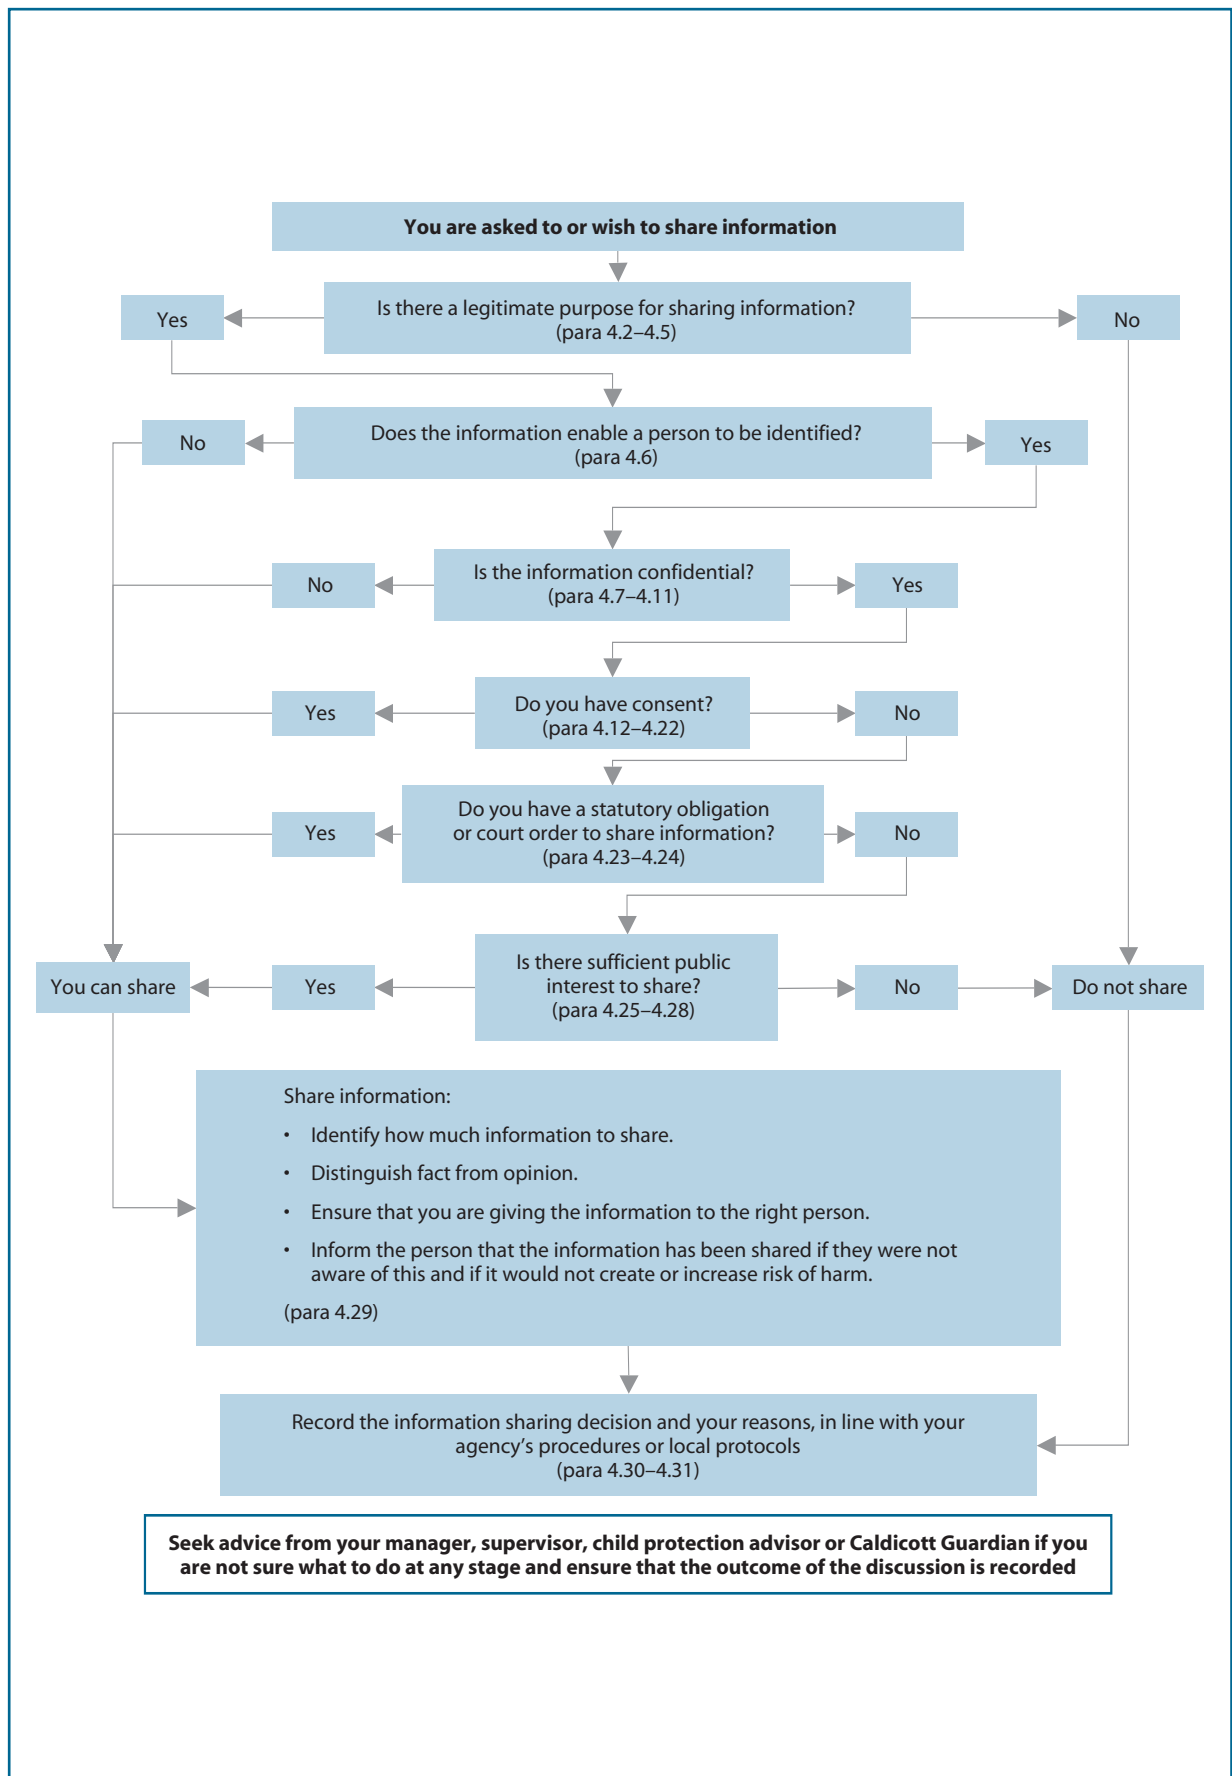 You are asked to or wish to share information
Is there a legitimate purpose for sharing information?
(para 4.2–4.5)
Yes
No
Does the information enable a person to be identified?
(para 4.6)
No
Yes
Is the information confidential?
(para 4.7–4.11)
No
Yes
Do you have consent?
(para 4.12–4.22)
Yes
No
Do you have a statutory obligation
or court order to share information?
(para 4.23–4.24)
Yes
No
Is there sufficient public
interest to share?
(para 4.25–4.28)
You can share
Yes
No
Do not share
Share information:
• Identify how much information to share.
• Distinguish fact from opinion.
• Ensure that you are giving the information to the right person.
• Inform the person that the information has been shared if they were not
aware of this and if it would not create or increase risk of harm.
(para 4.29)
Record the information sharing decision and your reasons, in line with your
agency’s procedures or local protocols
(para 4.30–4.31)
Seek advice from your manager, supervisor, child protection advisor or Caldicott Guardian if you
are not sure what to do at any stage and ensure that the outcome of the discussion is recorded